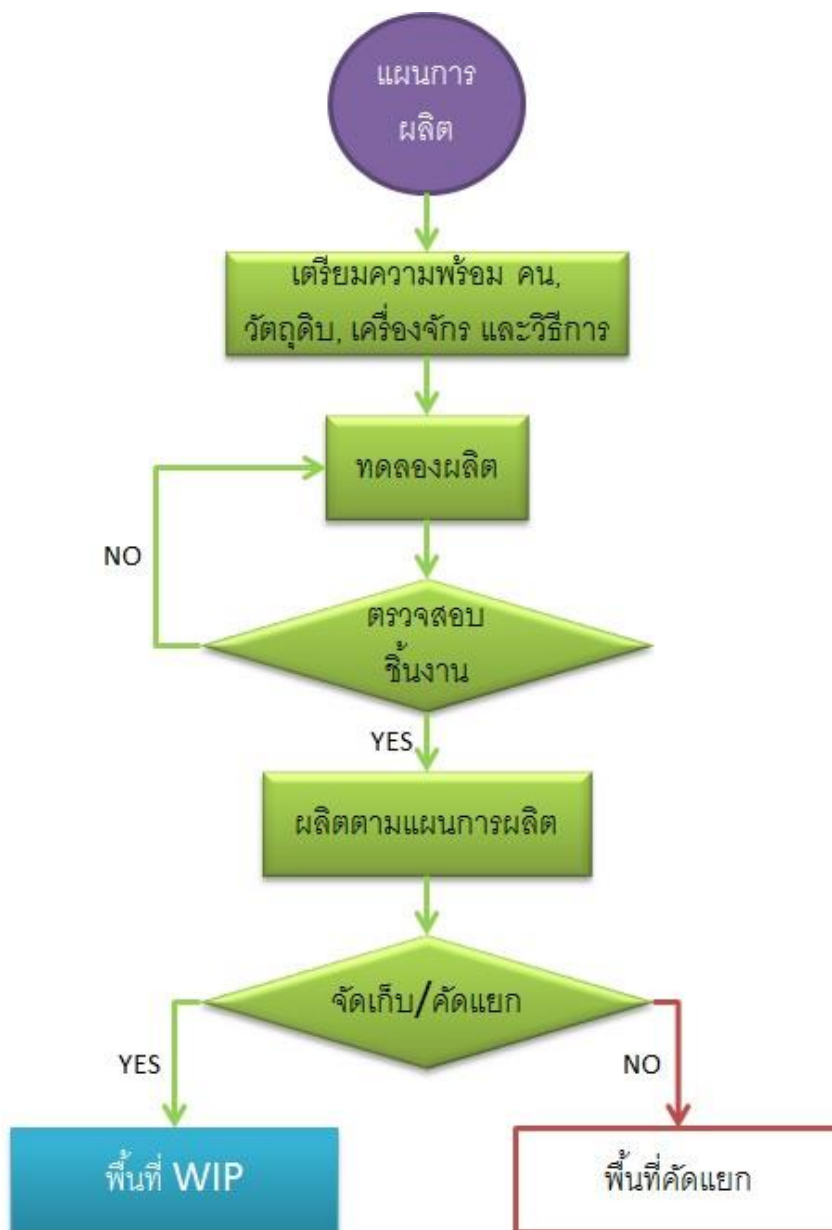 แผนการ
ผลิต
เตรียมความพร้อม คน,
วัตถุดิบ, เครื่องจักร และวิธีการ
ทดลองผลิต
NO
ตรวจสอบ
ชิ้นงาน
YES
ผลิตตามแผนการผลิต
จัดเก็บ/คัดแยก
YES
NO
พื้นที่ WIP
พื้นที่คัดแยก